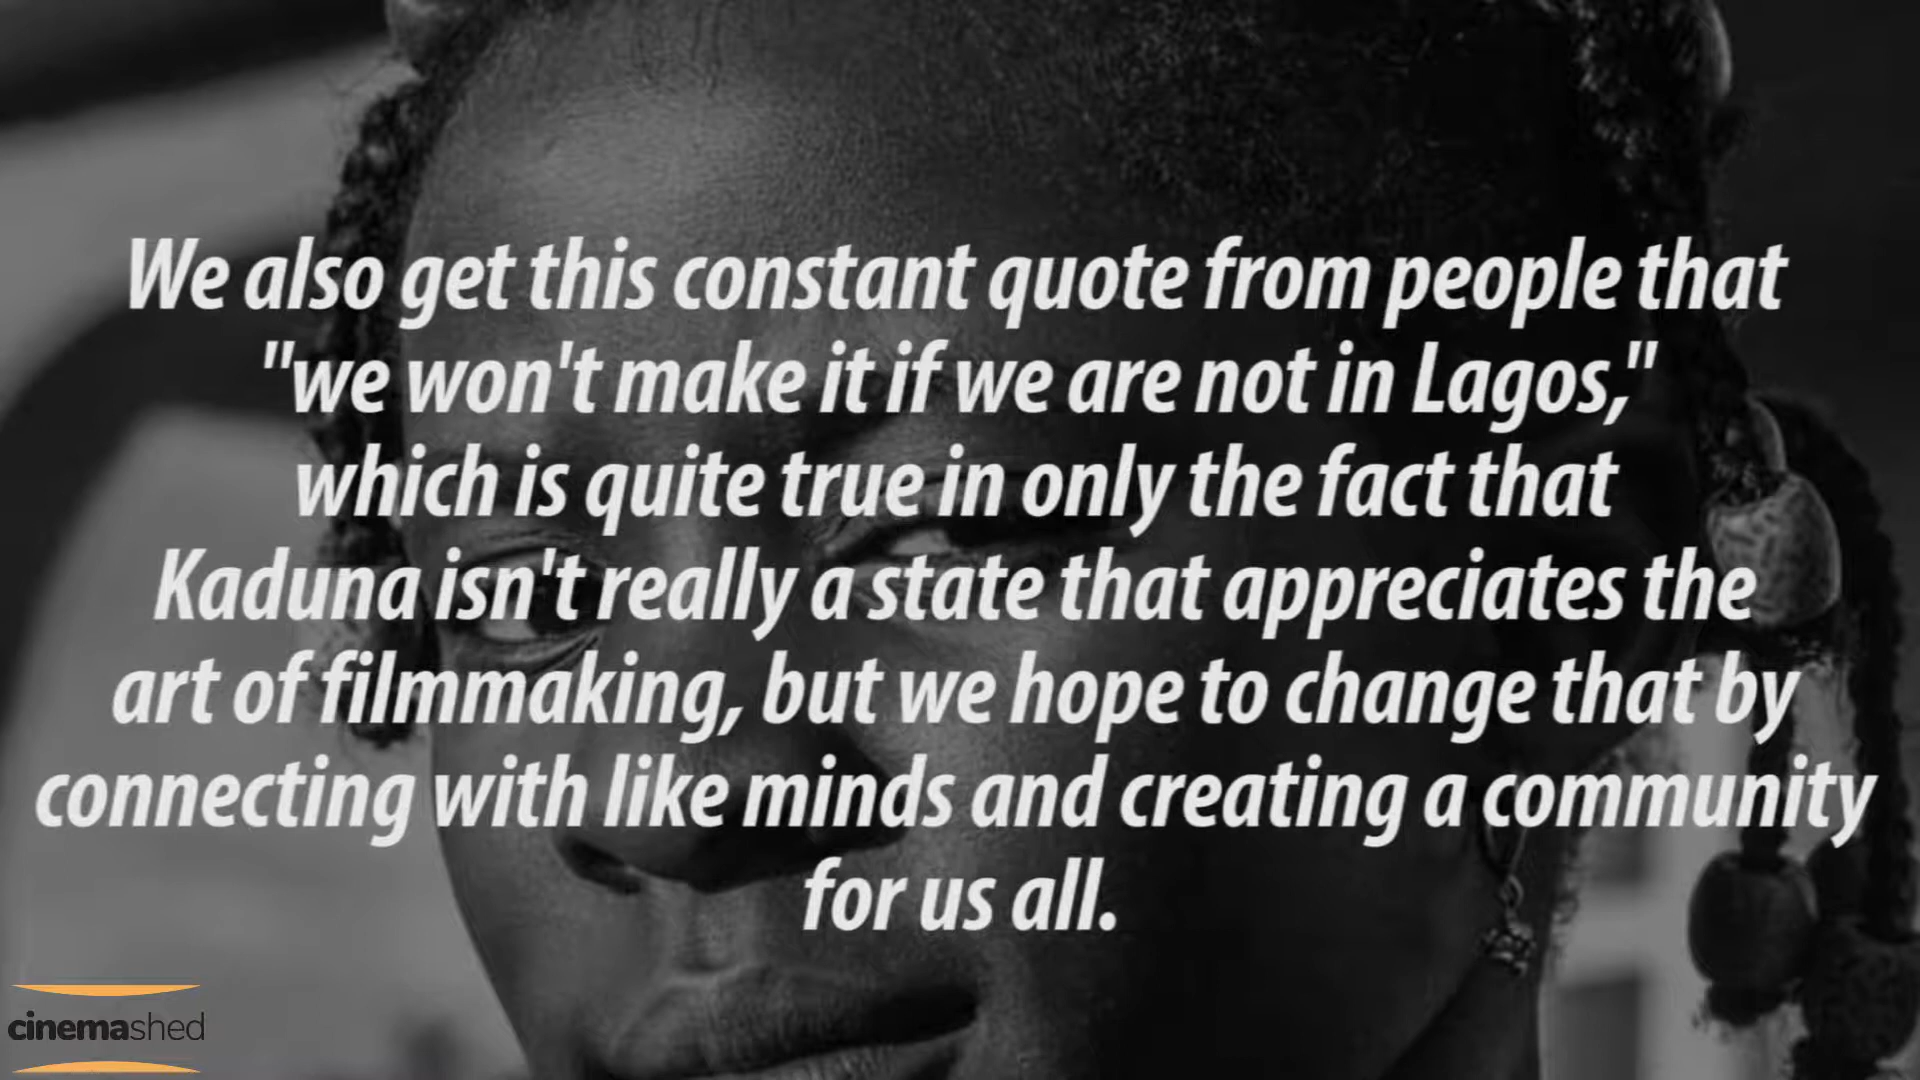 We also get this constant quote from people that
"we won't make it if we are not in Lagos,"
which is quite true in only the fact that
Kaduna isn't really a state that appreciates the
art of filmmaking, but we hope to change that by
connecting with like minds and creating a community
for us all.
cinemashed